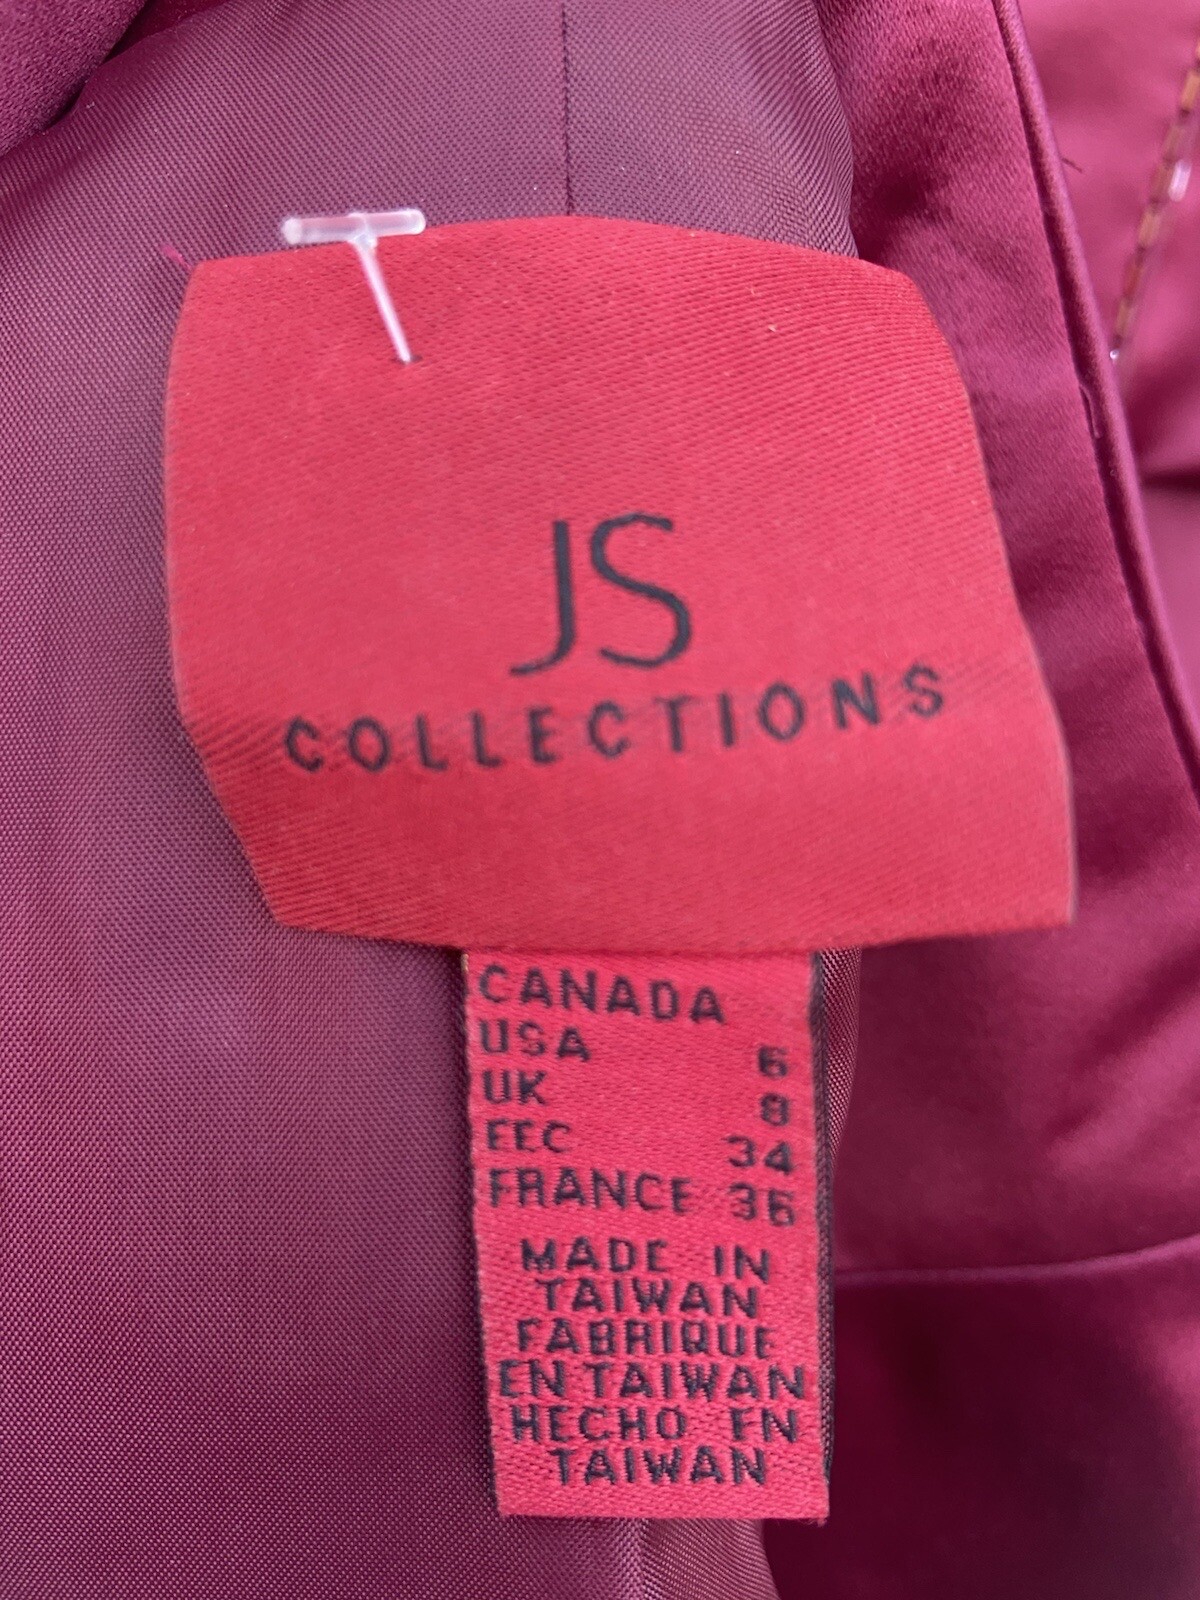 JS
COLLECTIONS
CANADA
USA 6
UK 8
EEC 34
FRANCE 36
MADE IN
TAIWAN
FABRIQUE
EN TAIWAN
HECHO EN
TAIWAN